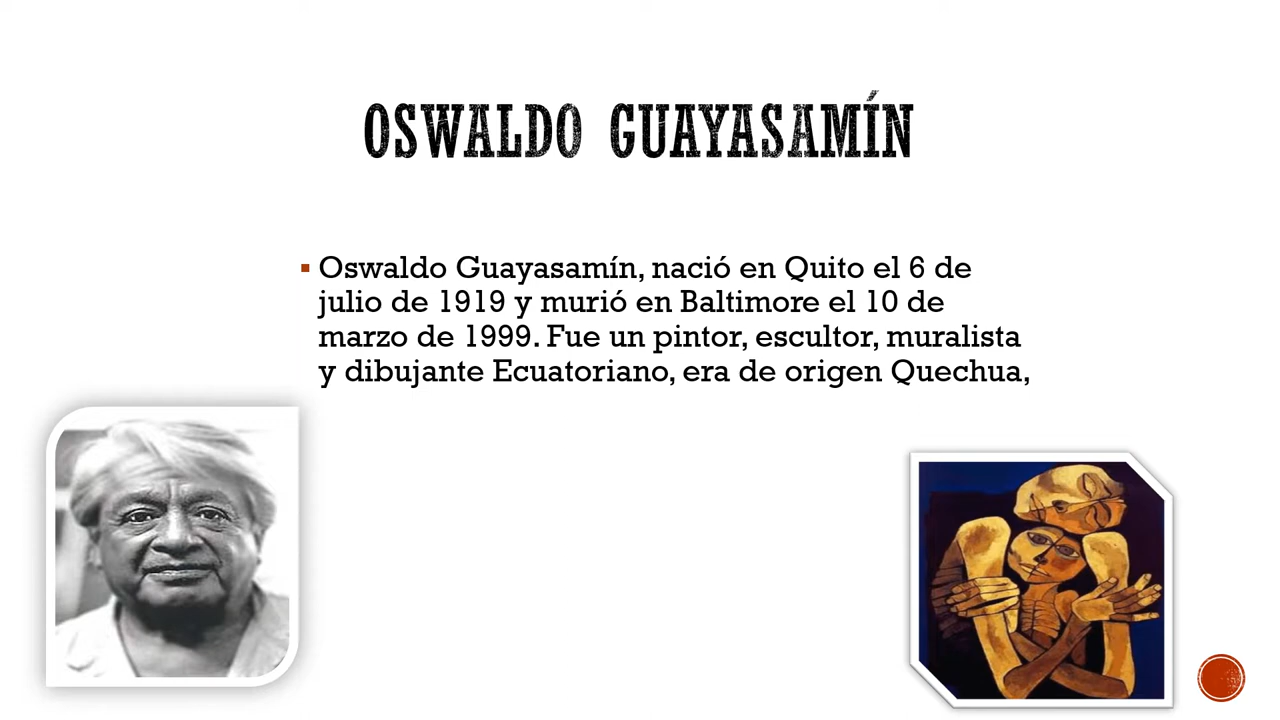 OSWALDO GUAYASAMÍN
Oswaldo Guayasamín, nació en Quito el 6 de
julio de 1919 y murió en Baltimore el 10 de
marzo de 1999. Fue un pintor, escultor, muralista
y dibujante Ecuatoriano, era de origen Quechua,